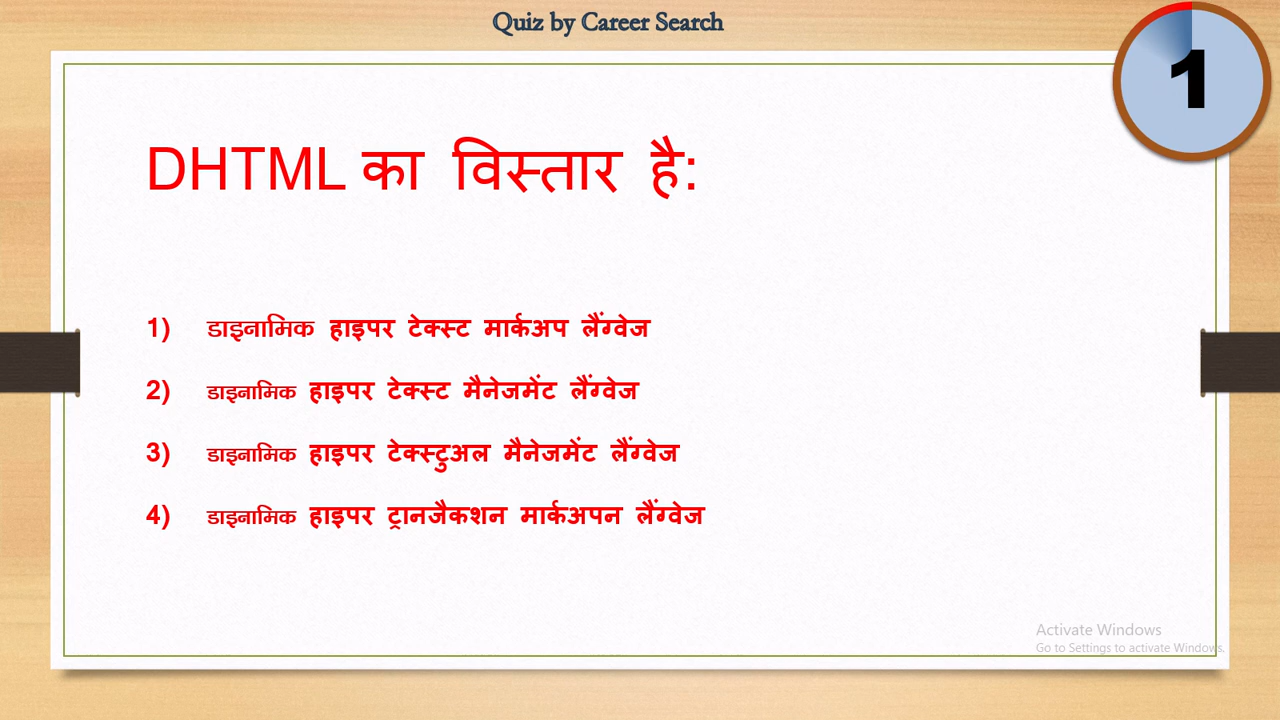 Quiz by Career Search
1
DHTML का विस्तार है:
1) डाइनामिक हाइपर टेक्स्ट मार्कअप लैंग्वेज
2) डाइनामिक हाइपर टेक्स्ट मैनेजमेंट लैंग्वेज
3) डाइनामिक हाइपर टेक्स्टुअल मैनेजमेंट लैंग्वेज
4) डाइनामिक हाइपर ट्रानजैकशन मार्कअपन लैंग्वेज
Activate Windows
Go to Settings to activate Windows.